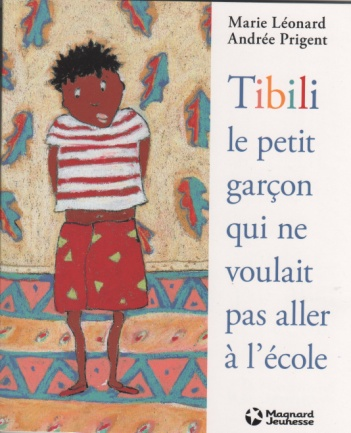 Marie Léonard
Andrée Prigent
Tibili
le petit
garçon
qui ne
voulait
pas aller
à l'école
Magnard
Jeunesse